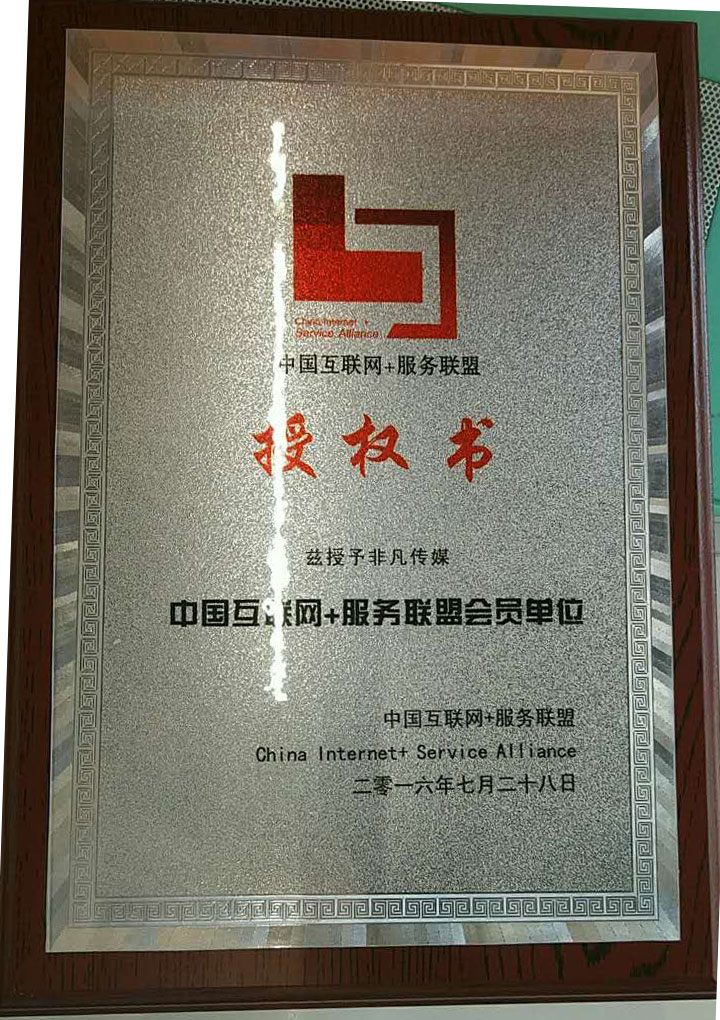 China Internet +
Service Alliance
中国互联网+服务联盟
授权书
兹授予非凡传媒
中国互联网+服务联盟会员单位
中国互联网+服务联盟
China Internet+ Service Alliance
二零一六年七月二十八日